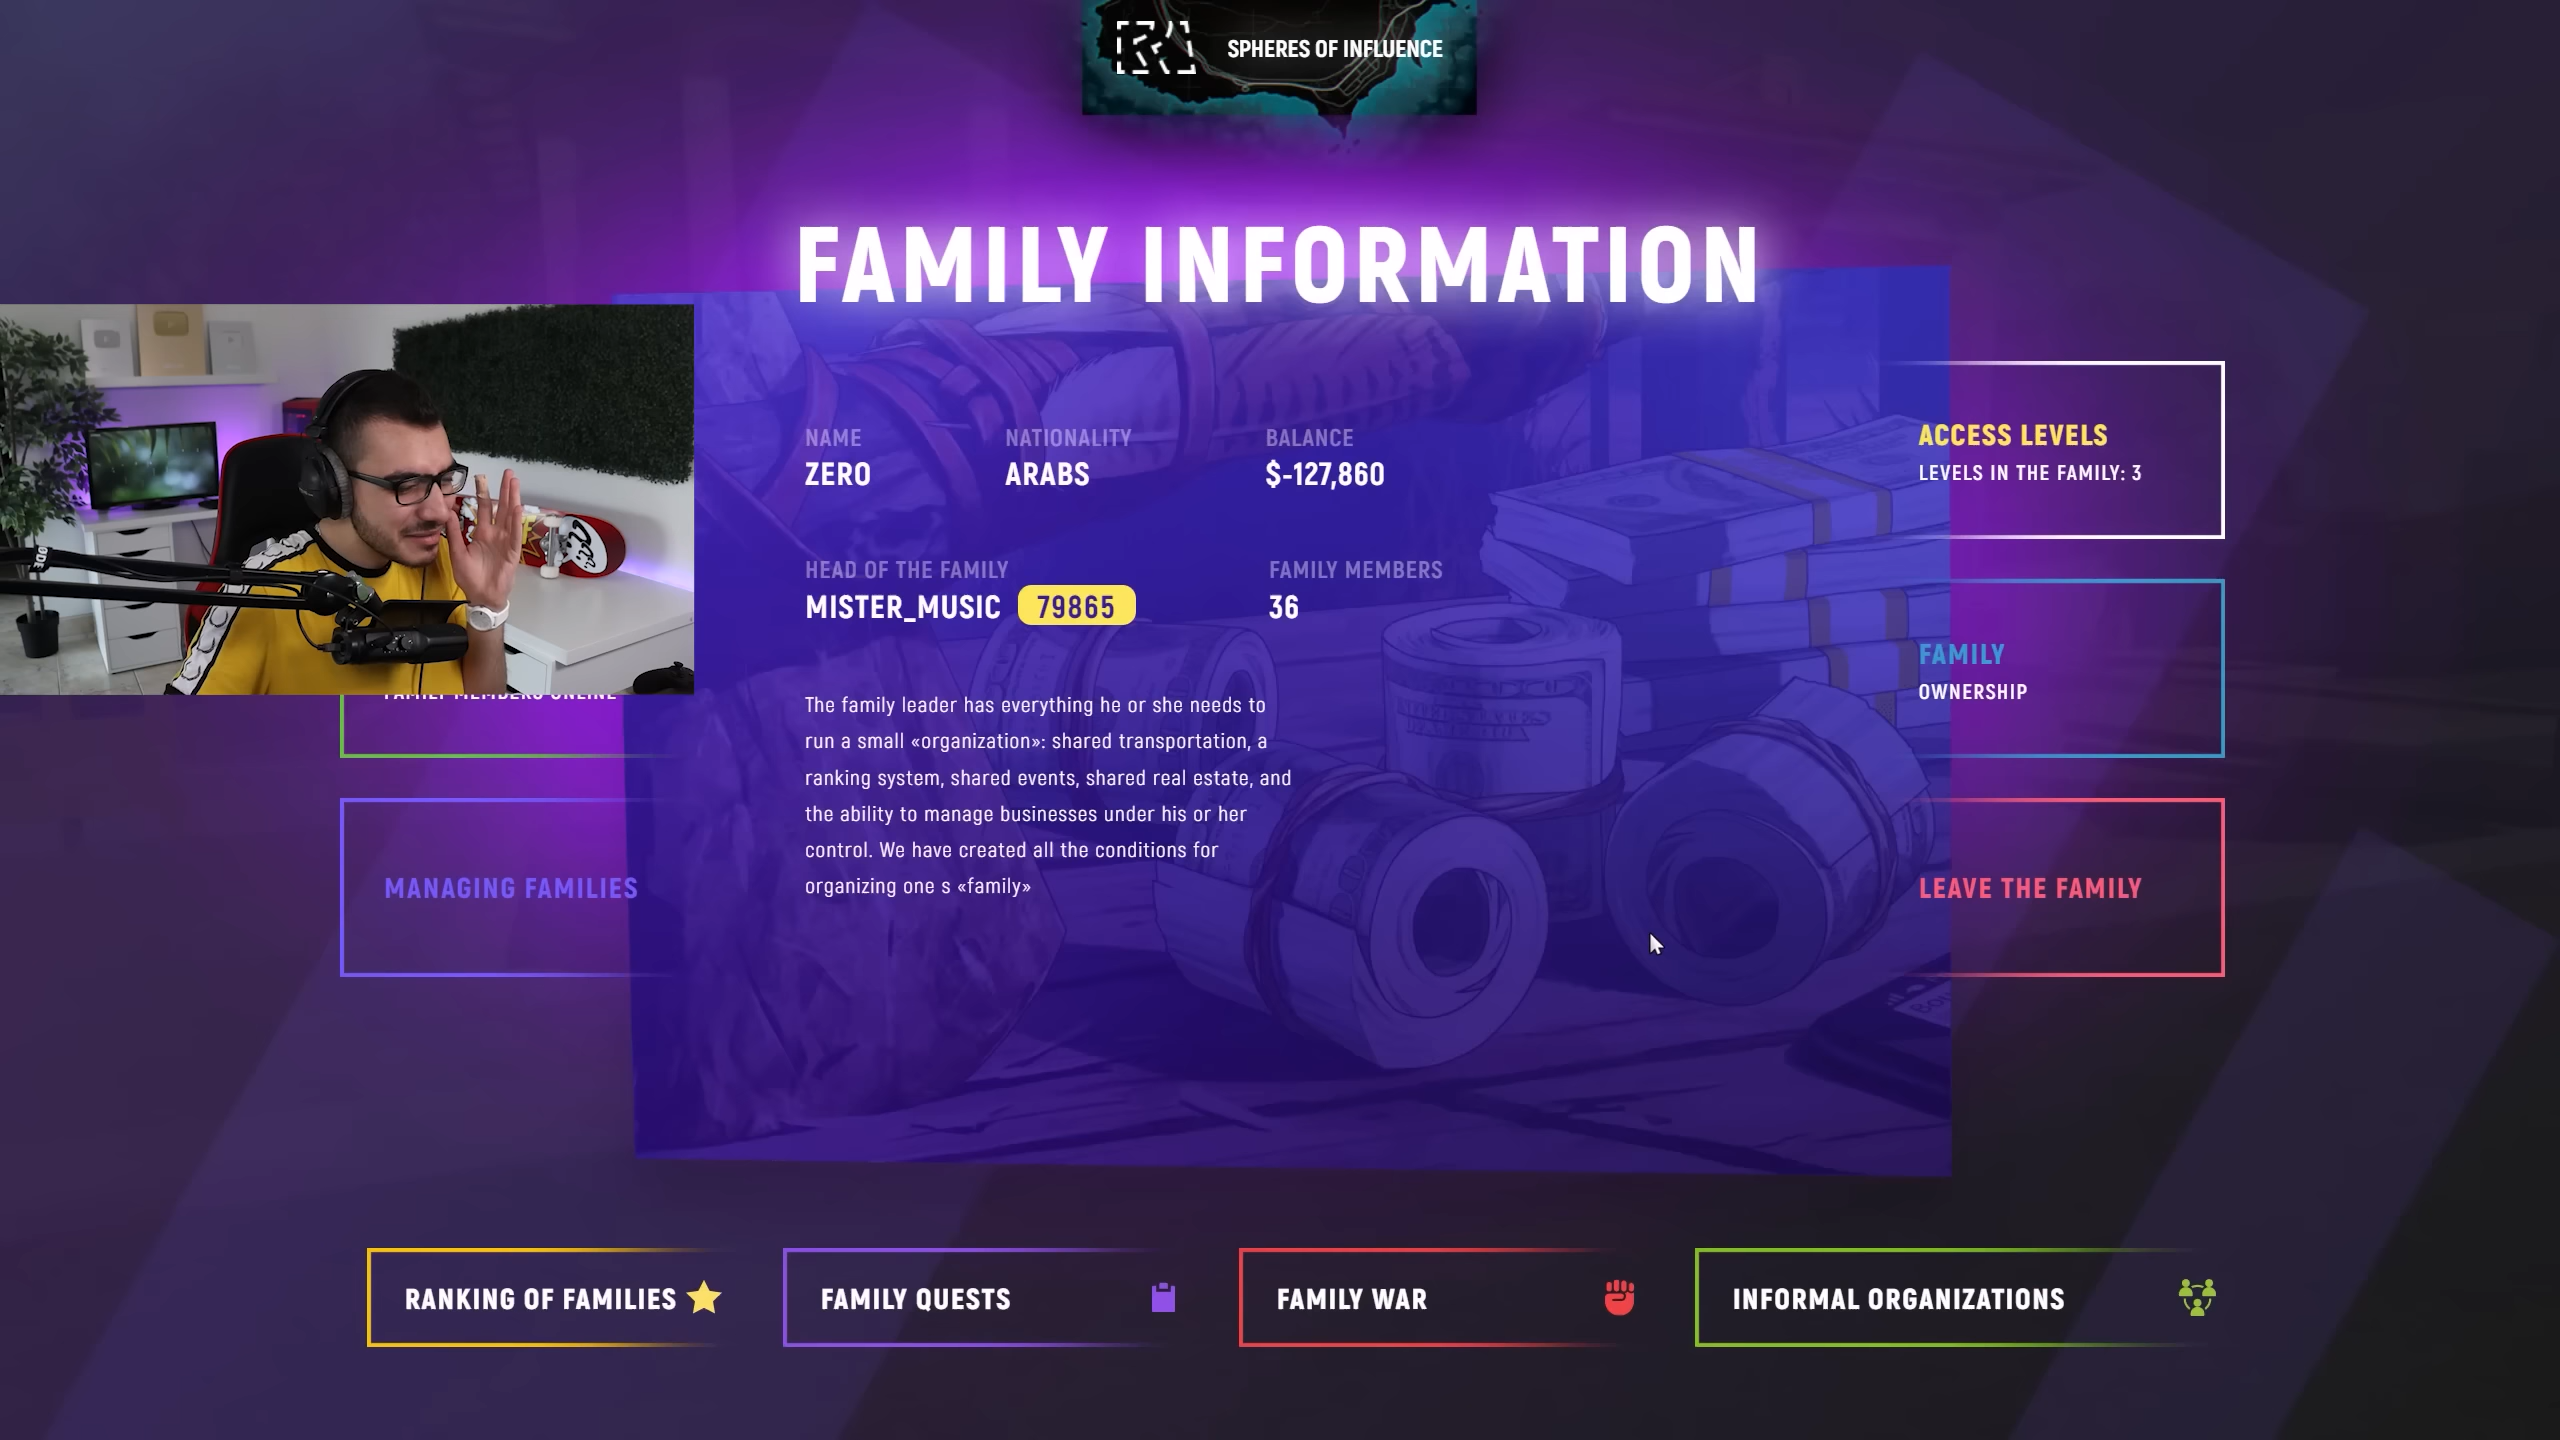 SPHERES OF INFLUENCE
FAMILY INFORMATION
NAME
ZERO
NATIONALITY
ARABS
BALANCE
$-127,860
HEAD OF THE FAMILY
MISTER_MUSIC 79865
FAMILY MEMBERS
36
The family leader has everything he or she needs to
run a small «organization»: shared transportation, a
ranking system, shared events, shared real estate, and
the ability to manage businesses under his or her
control. We have created all the conditions for
organizing one s «family»
FAMILY MEMBERS ONLINE
MANAGING FAMILIES
ACCESS LEVELS
LEVELS IN THE FAMILY: 3
FAMILY
OWNERSHIP
LEAVE THE FAMILY
RANKING OF FAMILIES
FAMILY QUESTS
FAMILY WAR
INFORMAL ORGANIZATIONS